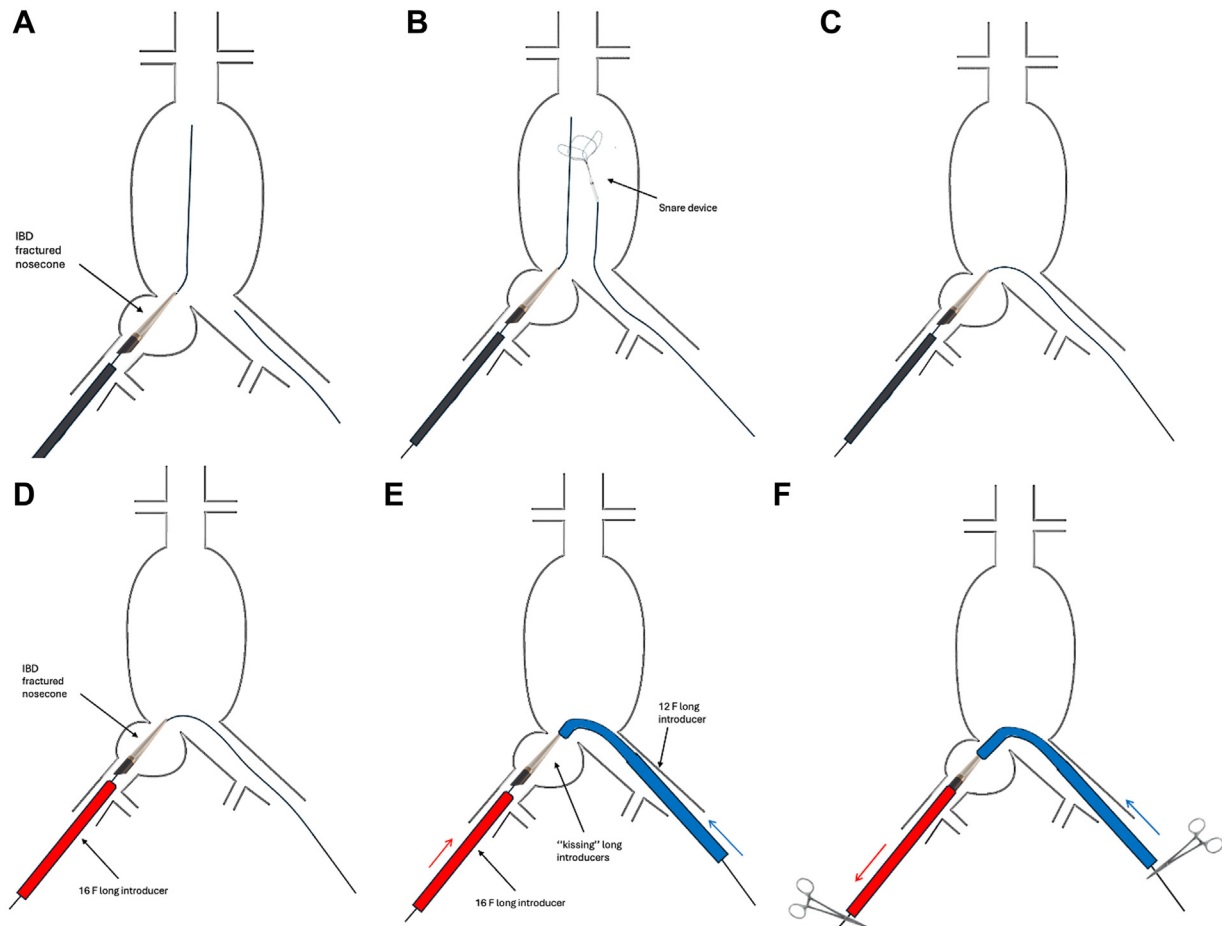 A
B
C
IBD
fractured
nosecone
Snare device
D
E
F
IBD
fractured
nosecone
16 F long introducer
12 F long
introducer
"kissing" long
introducers
16 F long introducer